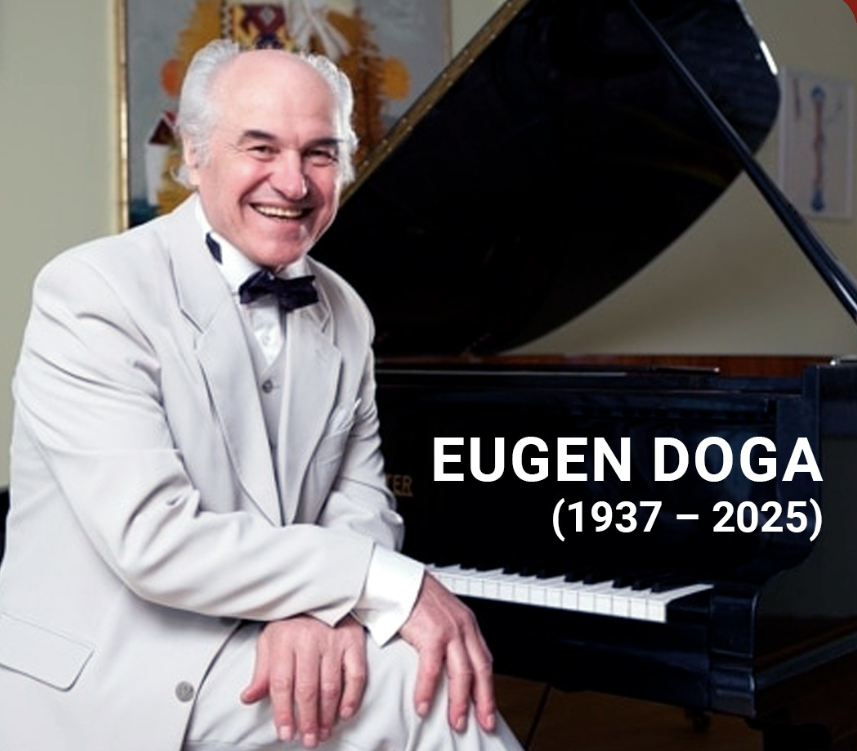 EUGEN DOGA
(1937 – 2025)